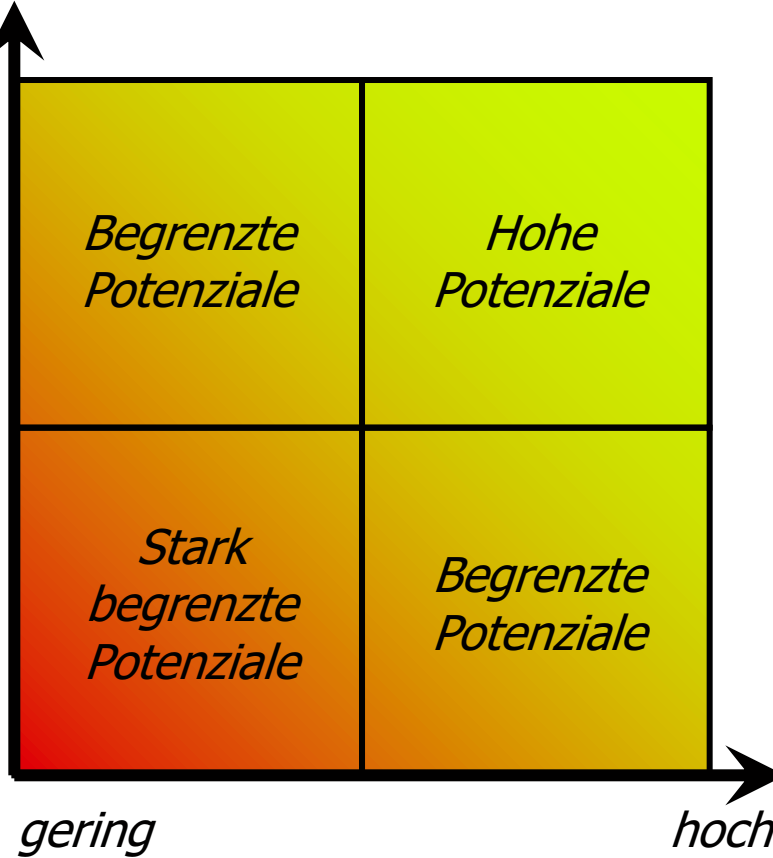 Begrenzte
Potenziale
Hohe
Potenziale
Stark
begrenzte
Potenziale
Begrenzte
Potenziale
gering
hoch